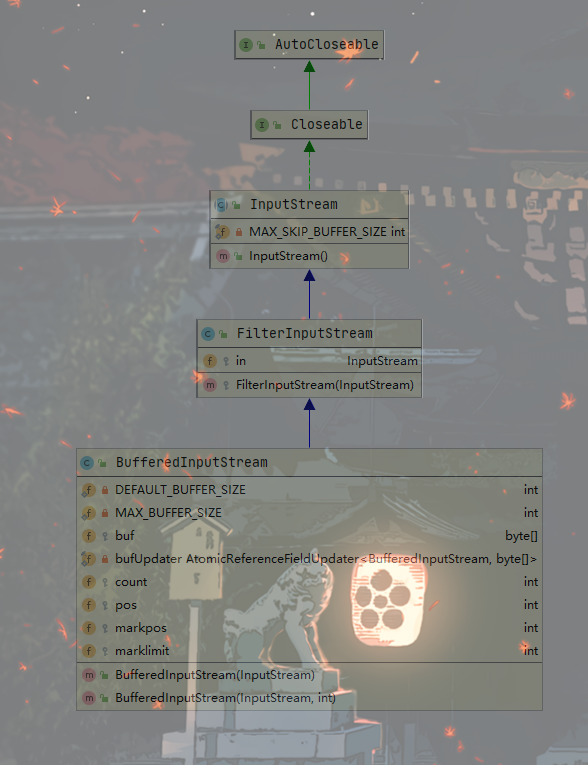 AutoCloseable
Closeable
InputStream
MAX_SKIP_BUFFER_SIZE int
InputStream()
FilterInputStream
in InputStream
FilterInputStream(InputStream)
BufferedInputStream
DEFAULT_BUFFER_SIZE int
MAX_BUFFER_SIZE int
buf byte[]
bufUpdater AtomicReferenceFieldUpdater<BufferedInputStream, byte[]>
count int
pos int
markpos int
marklimit int
BufferedInputStream(InputStream)
BufferedInputStream(InputStream, int)